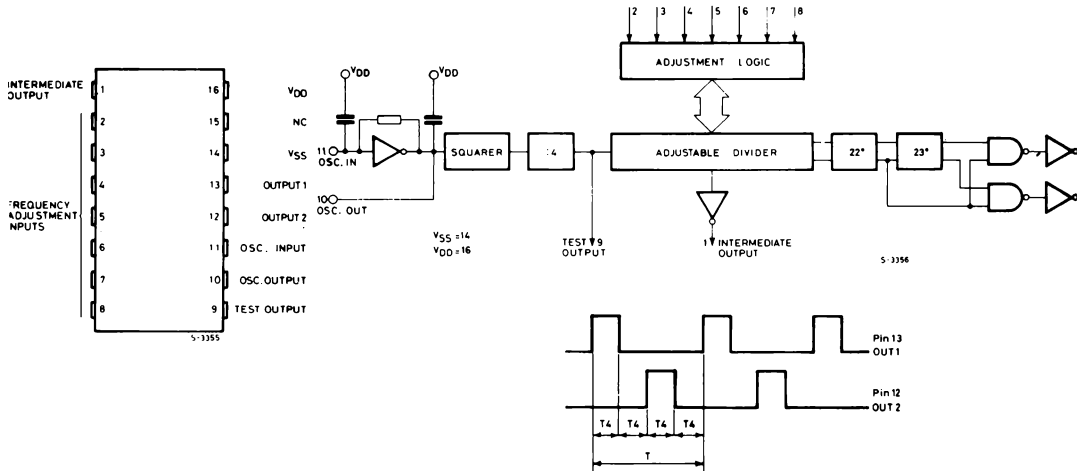 INTERMEDIATE
OUTPUT
FREQUENCY
ADJUSTMENT
INPUTS
1
2
3
4
5
6
7
8
16
15
14
13
12
11
10
9
VDD
NC
VSS
OUTPUT 1
OUTPUT 2
OSC. INPUT
OSC. OUTPUT
TEST OUTPUT
S-3355
VDD
VDD
11
OSC. IN
10
OSC. OUT
SQUARER
:4
VSS =14
VDD =16
2 3 4 5 6 7 8
ADJUSTMENT LOGIC
ADJUSTABLE DIVIDER
22°
23°
TEST 9
OUTPUT
1 INTERMEDIATE
OUTPUT
S-3356
Pin 13
OUT 1
Pin 12
OUT 2
T4 T4 T4 T4
T